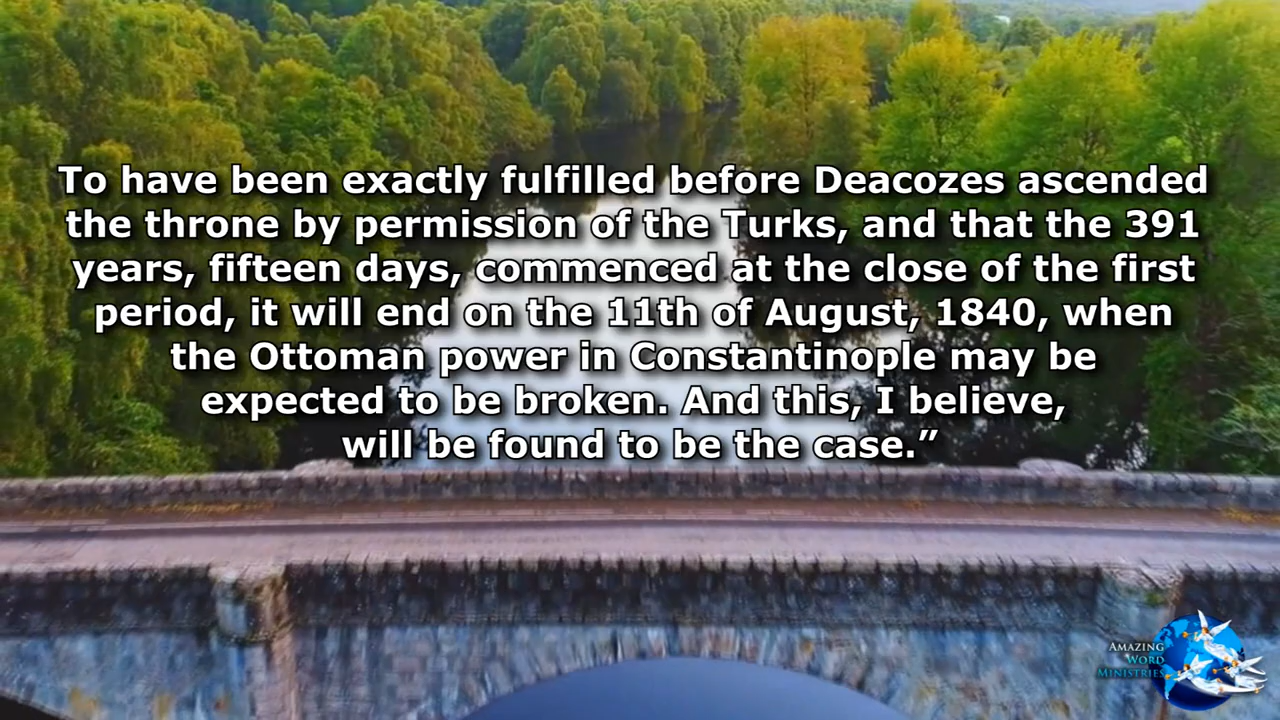 To have been exactly fulfilled before Deacozes ascended
the throne by permission of the Turks, and that the 391
years, fifteen days, commenced at the close of the first
period, it will end on the 11th of August, 1840, when
the Ottoman power in Constantinople may be
expected to be broken. And this, I believe,
will be found to be the case.”
AMAZING
WORD
MINISTRIES